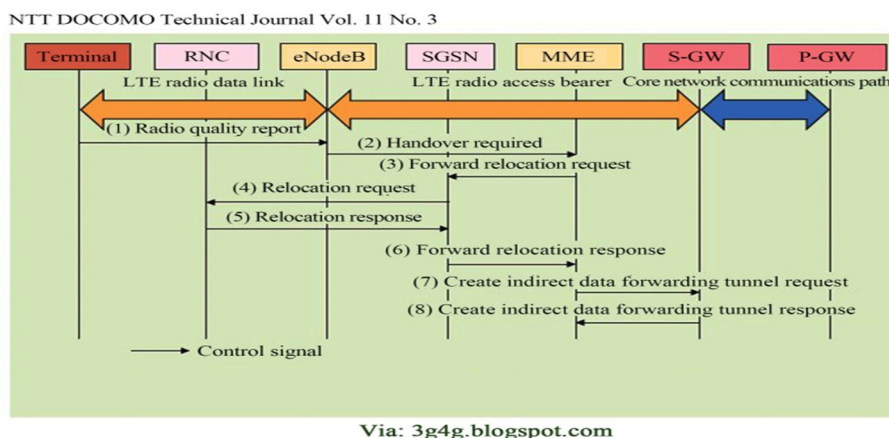 NTT DOCOMO Technical Journal Vol. 11 No. 3
Terminal RNC eNodeB SGSN MME S-GW P-GW
LTE radio data link LTE radio access bearer Core network communications path
(1) Radio quality report
(2) Handover required
(3) Forward relocation request
(4) Relocation request
(5) Relocation response
(6) Forward relocation response
(7) Create indirect data forwarding tunnel request
(8) Create indirect data forwarding tunnel response
Control signal
Via: 3g4g.blogspot.com